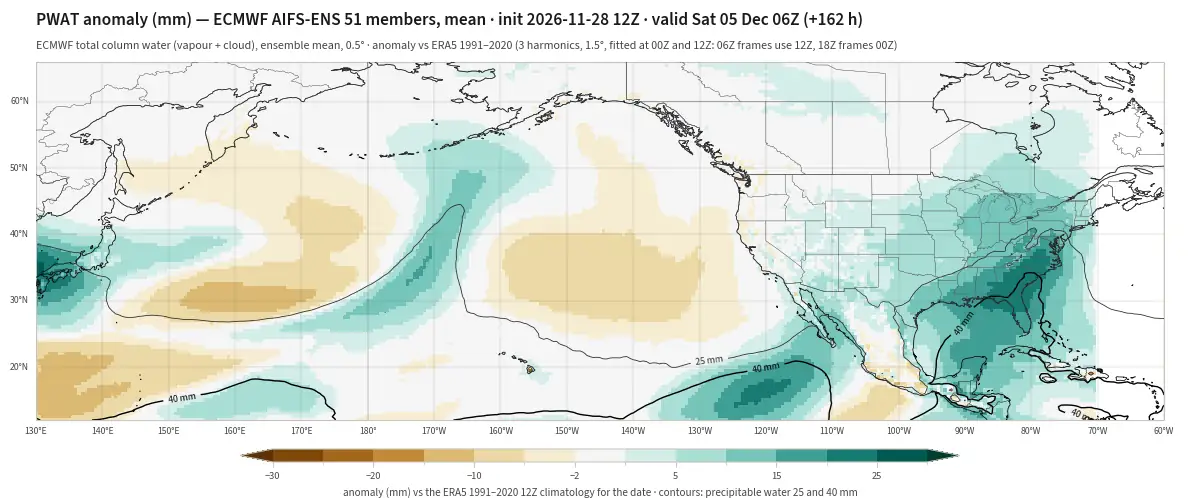 PWAT anomaly (mm) — ECMWF AIFS-ENS 51 members, mean · init 2026-11-28 12Z · valid Sat 05 Dec 06Z (+162 h)
ECMWF total column water (vapour + cloud), ensemble mean, 0.5° · anomaly vs ERA5 1991–2020 (3 harmonics, 1.5°, fitted at 00Z and 12Z: 06Z frames use 12Z, 18Z frames 00Z)
60°N
50°N
40°N
30°N
40 mm
25 mm
20°N
40 mm
40 mm
40
130°E 140°E 150°E 160°E 170°E 180° 170°W 160°W 150°W 140°W 130°W 120°W 110°W 100°W 90°W 80°W 70°W 60°W
−30 −20 −10 −2 5 15 25
anomaly (mm) vs the ERA5 1991–2020 12Z climatology for the date · contours: precipitable water 25 and 40 mm